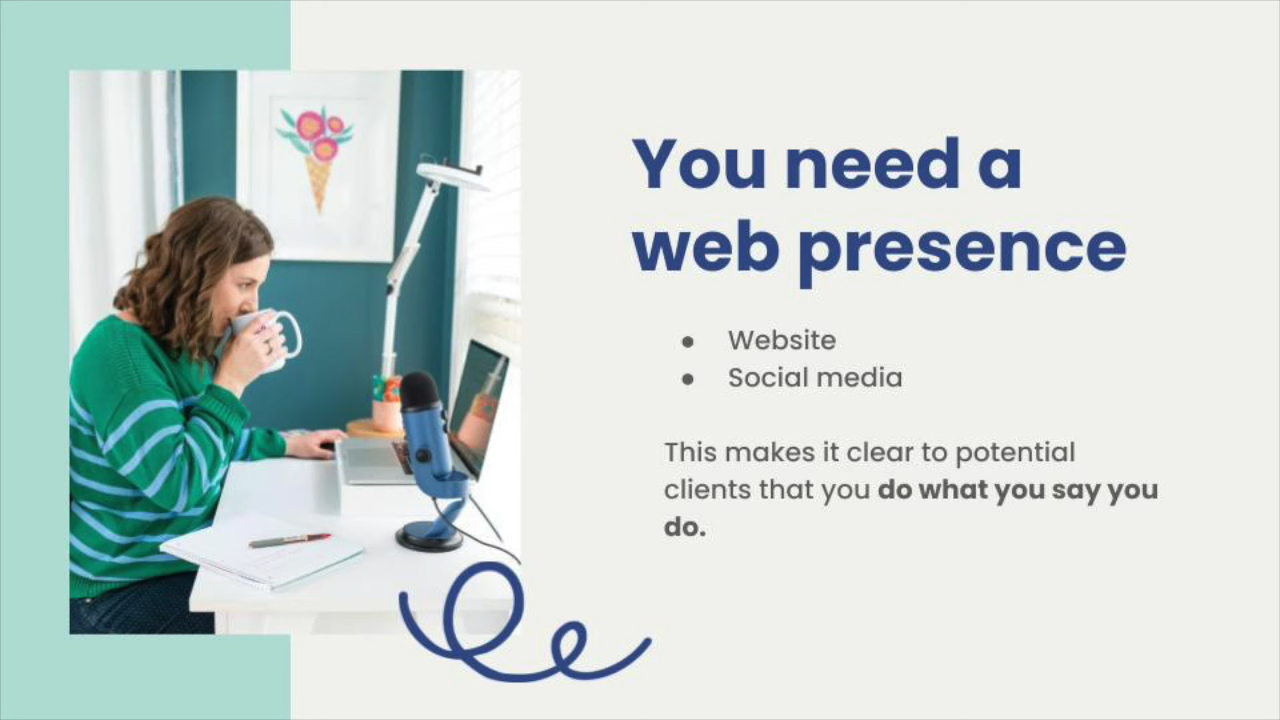 You need a
web presence
● Website
● Social media
This makes it clear to potential
clients that you do what you say you
do.